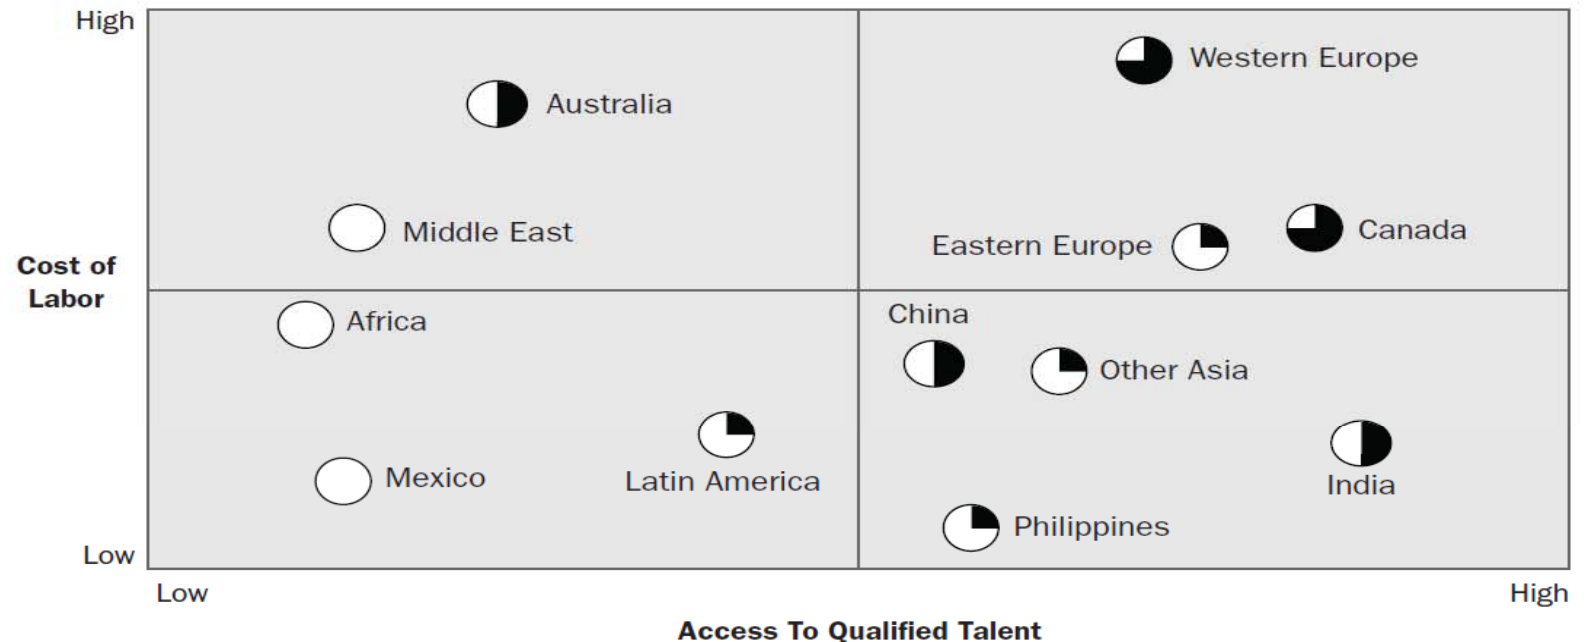 High
Western Europe
Australia
Middle East
Canada
Eastern Europe
Cost of
Labor
China
Africa
Other Asia
Mexico
Latin America
India
Philippines
Low
Low
High
Access To Qualified Talent